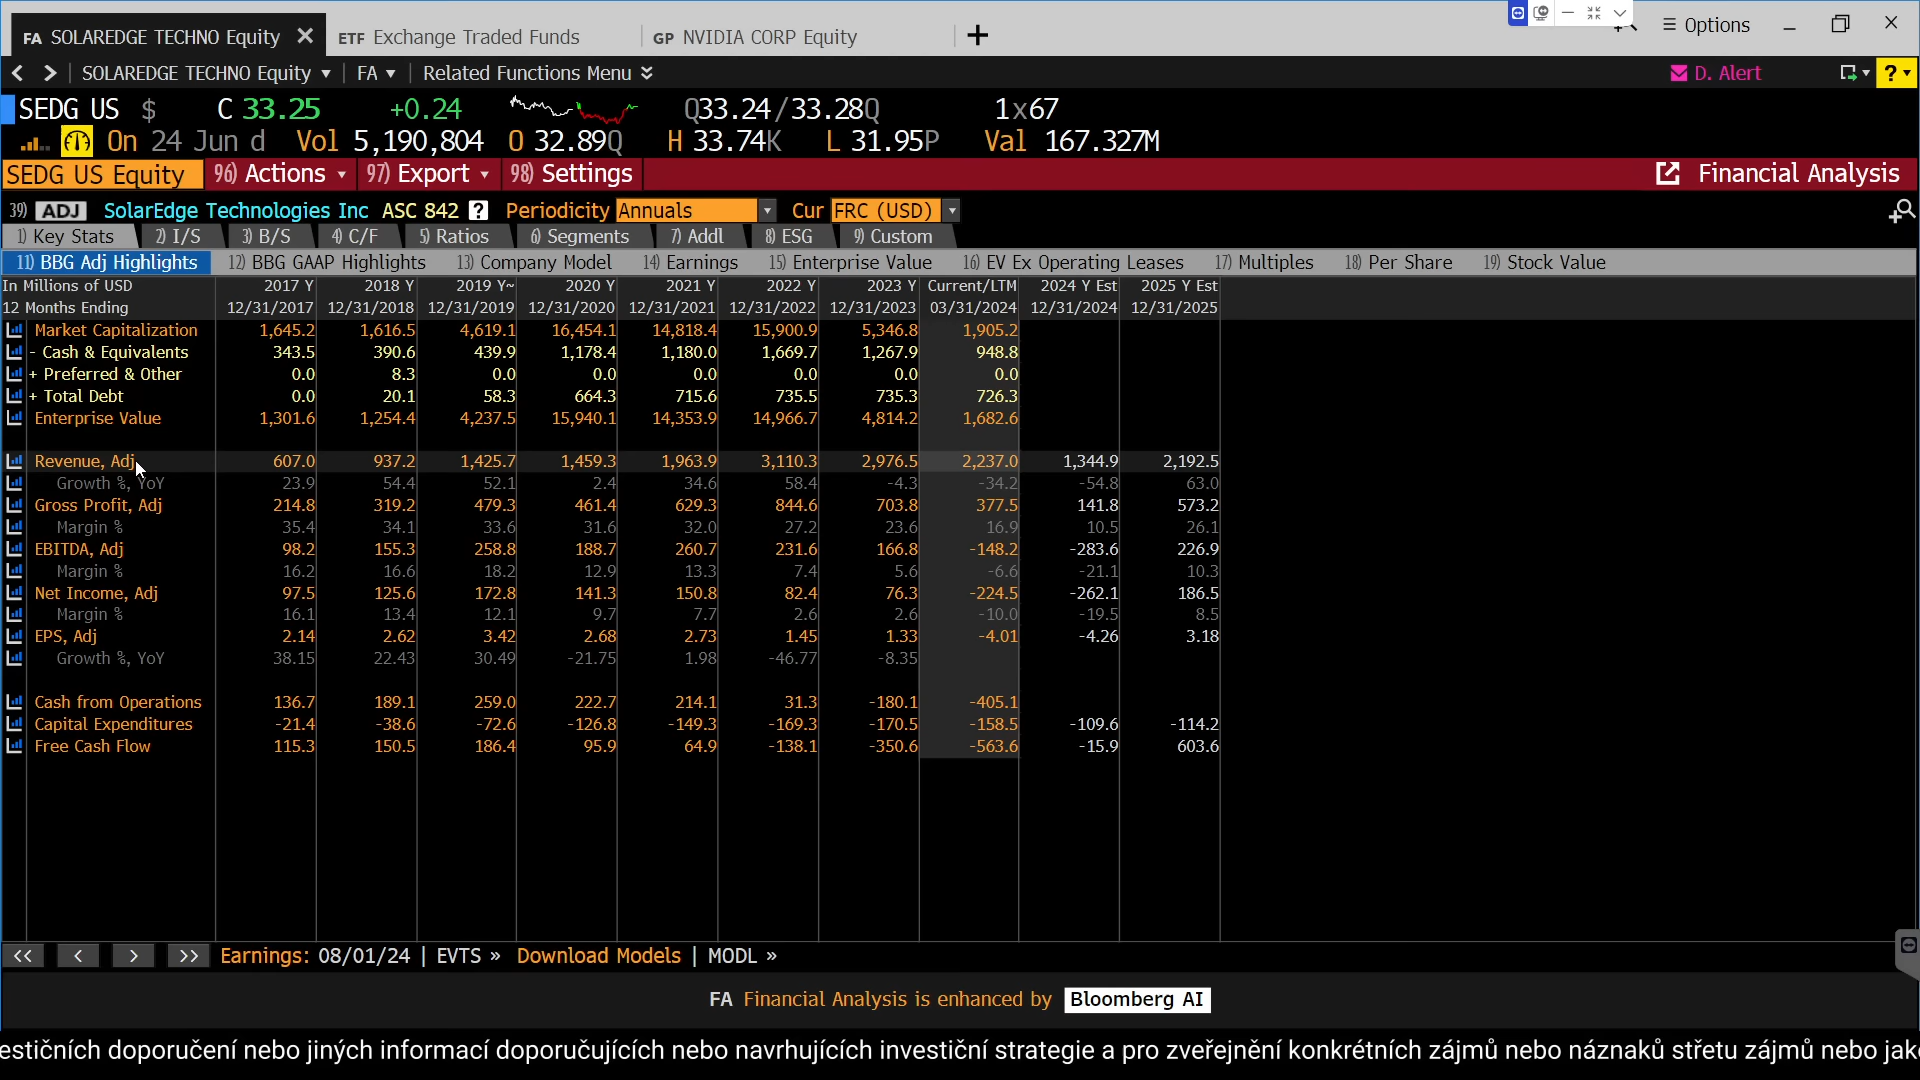 FA SOLAREDGE TECHNO Equity ETF Exchange Traded Funds GP NVIDIA CORP Equity Options
SOLAREDGE TECHNO Equity FA Related Functions Menu D. Alert ?
SEDG US $ C 33.25 +0.24 Q33.24/33.28Q 1x67
On 24 Jun d Vol 5,190,804 O 32.89Q H 33.74K L 31.95P Val 167.327M
SEDG US Equity 96) Actions 97) Export 98) Settings Financial Analysis
39) ADJ SolarEdge Technologies Inc ASC 842 ? Periodicity Annuals Cur FRC (USD)
1) Key Stats 2) I/S 3) B/S 4) C/F 5) Ratios 6) Segments 7) Addl 8) ESG 9) Custom
11) BBG Adj Highlights 12) BBG GAAP Highlights 13) Company Model 14) Earnings 15) Enterprise Value 16) EV Ex Operating Leases 17) Multiples 18) Per Share 19) Stock Value
In Millions of USD 2017 Y 2018 Y 2019 Y~ 2020 Y 2021 Y 2022 Y 2023 Y Current/LTM 2024 Y Est 2025 Y Est
12 Months Ending 12/31/2017 12/31/2018 12/31/2019 12/31/2020 12/31/2021 12/31/2022 12/31/2023 03/31/2024 12/31/2024 12/31/2025
Market Capitalization 1,645.2 1,616.5 4,619.1 16,454.1 14,818.4 15,900.9 5,346.8 1,905.2
- Cash & Equivalents 343.5 390.6 439.9 1,178.4 1,180.0 1,669.7 1,267.9 948.8
+ Preferred & Other 0.0 8.3 0.0 0.0 0.0 0.0 0.0 0.0
+ Total Debt 0.0 20.1 58.3 664.3 715.6 735.5 735.3 726.3
Enterprise Value 1,301.6 1,254.4 4,237.5 15,940.1 14,353.9 14,966.7 4,814.2 1,682.6
Revenue, Adj 607.0 937.2 1,425.7 1,459.3 1,963.9 3,110.3 2,976.5 2,237.0 1,344.9 2,192.5
Growth %, YoY 23.9 54.4 52.1 2.4 34.6 58.4 -4.3 -34.2 -54.8 63.0
Gross Profit, Adj 214.8 319.2 479.3 461.4 629.3 844.6 703.8 377.5 141.8 573.2
Margin % 35.4 34.1 33.6 31.6 32.0 27.2 23.6 16.9 10.5 26.1
EBITDA, Adj 98.2 155.3 258.8 188.7 260.7 231.6 166.8 -148.2 -283.6 226.9
Margin % 16.2 16.6 18.2 12.9 13.3 7.4 5.6 -6.6 -21.1 10.3
Net Income, Adj 97.5 125.6 172.8 141.3 150.8 82.4 76.3 -224.5 -262.1 186.5
Margin % 16.1 13.4 12.1 9.7 7.7 2.6 2.6 -10.0 -19.5 8.5
EPS, Adj 2.14 2.62 3.42 2.68 2.73 1.45 1.33 -4.01 -4.26 3.18
Growth %, YoY 38.15 22.43 30.49 -21.75 1.98 -46.77 -8.35
Cash from Operations 136.7 189.1 259.0 222.7 214.1 31.3 -180.1 -405.1
Capital Expenditures -21.4 -38.6 -72.6 -126.8 -149.3 -169.3 -170.5 -158.5 -109.6 -114.2
Free Cash Flow 115.3 150.5 186.4 95.9 64.9 -138.1 -350.6 -563.6 -15.9 603.6
<< < > >> Earnings: 08/01/24 | EVTS » Download Models | MODL »
FA Financial Analysis is enhanced by Bloomberg AI
estičních doporučení nebo jiných informací doporučujících nebo navrhujících investiční strategie a pro zveřejnění konkrétních zájmů nebo náznaků střetu zájmů nebo jak